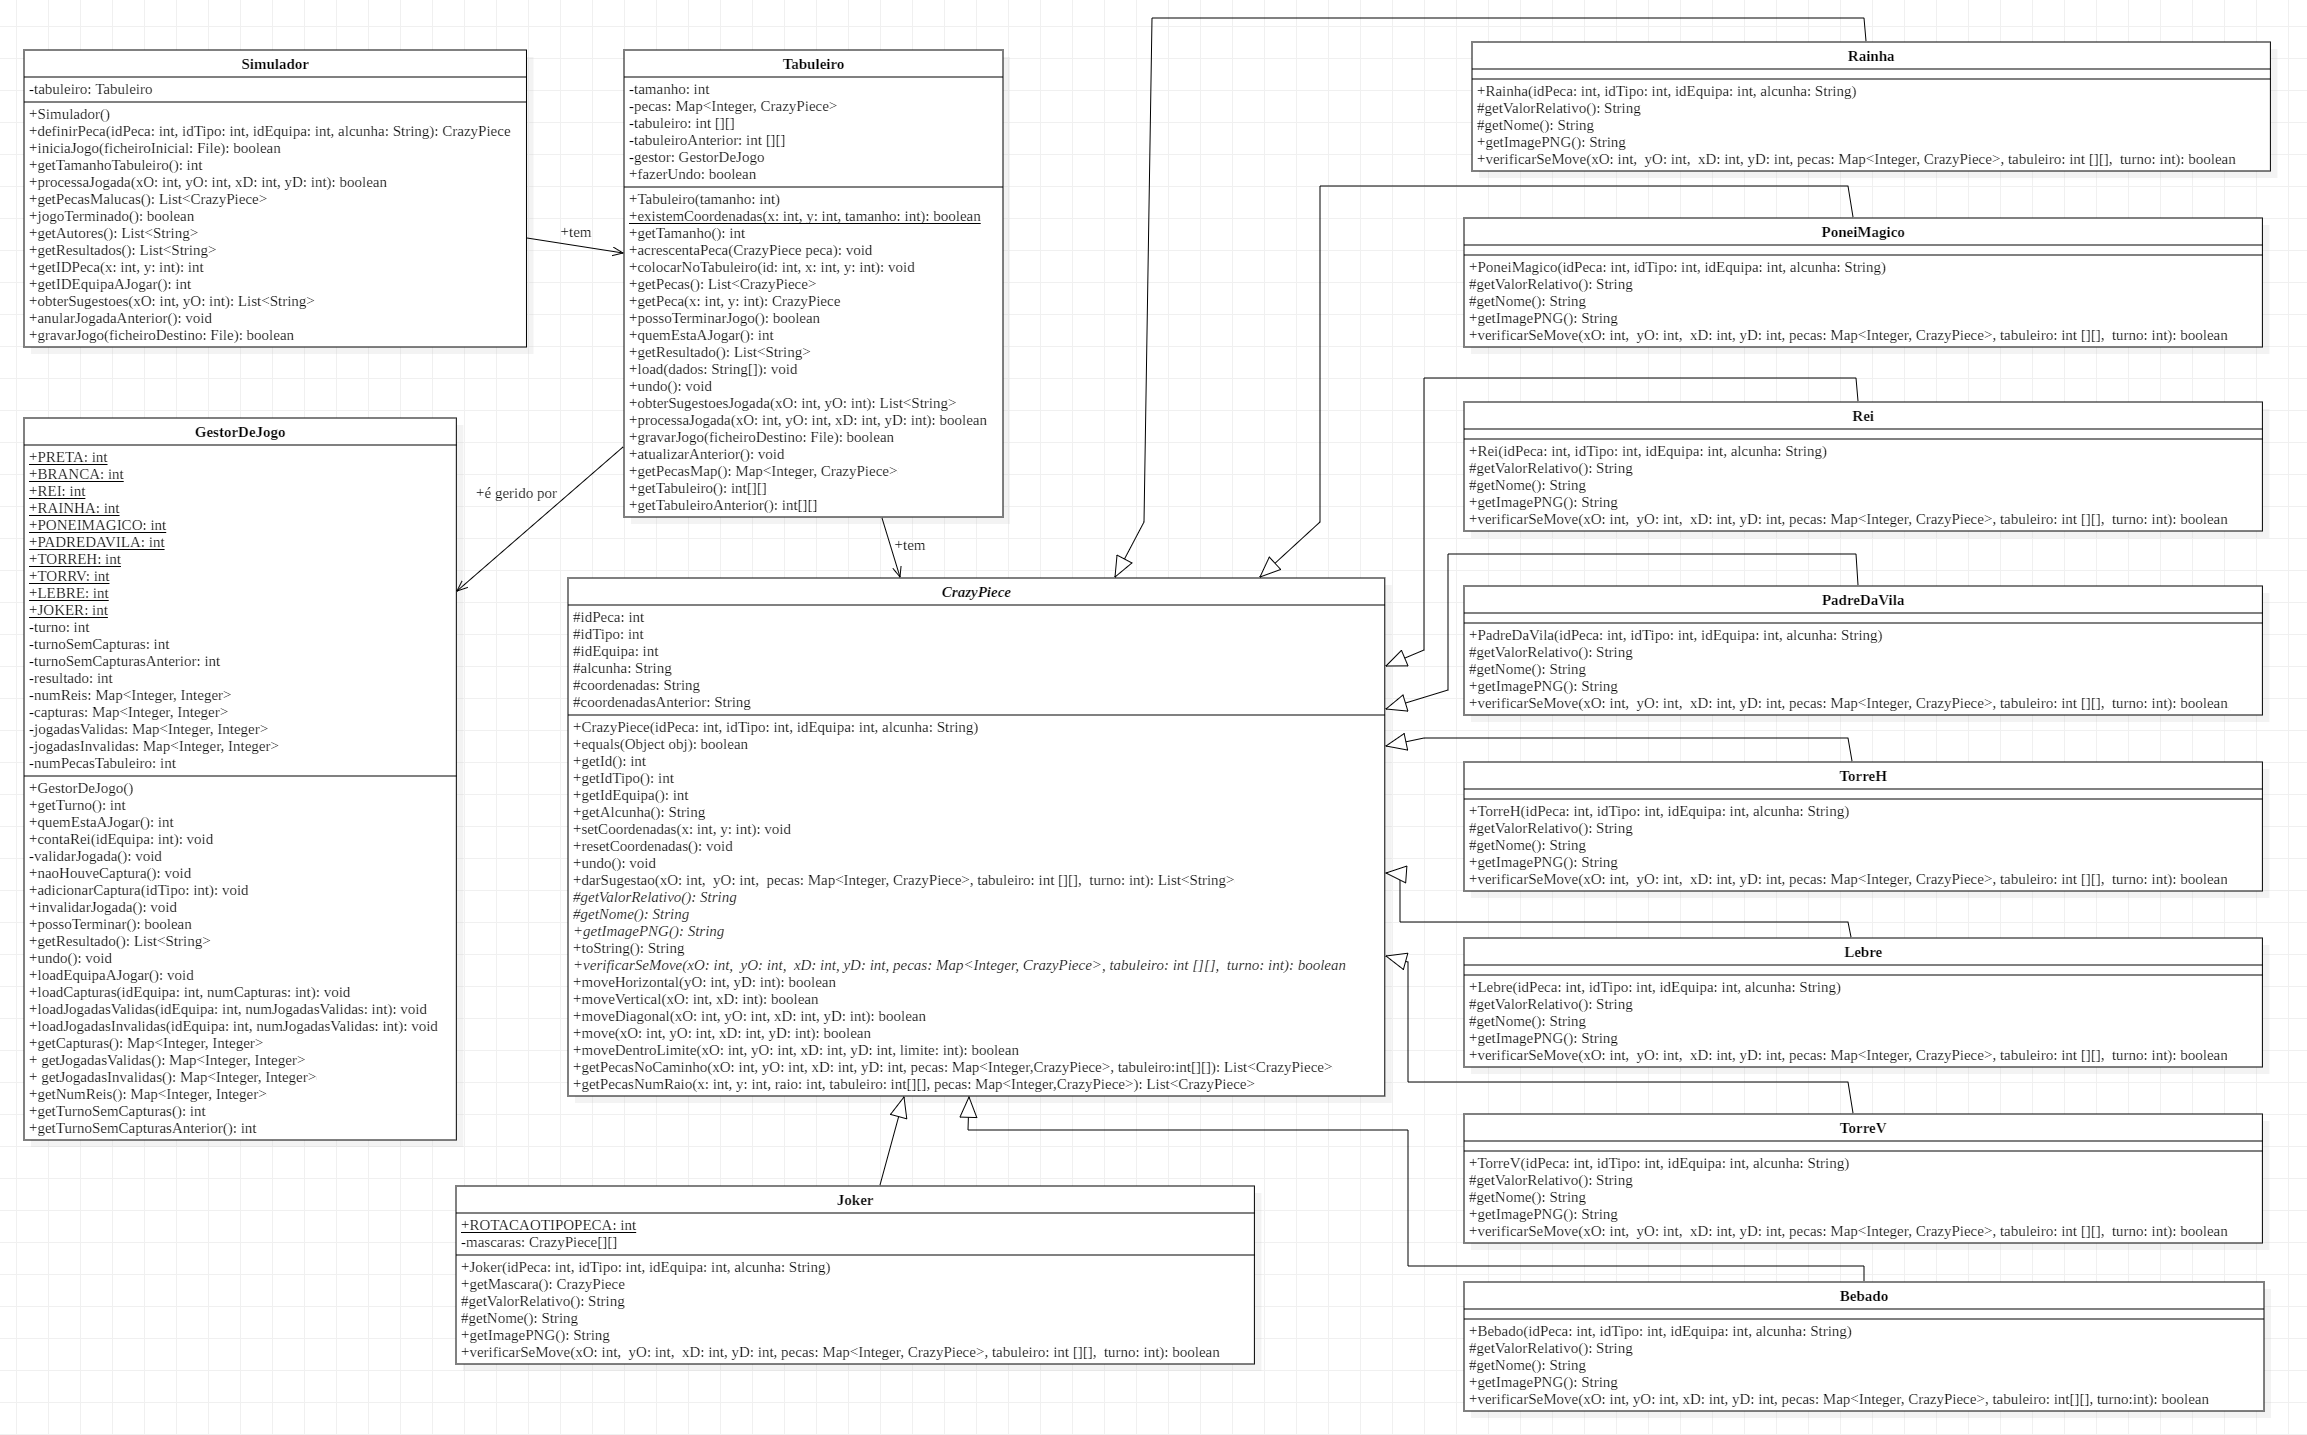 Simulador
-tabuleiro: Tabuleiro
+Simulador()
+definirPeca(idPeca: int, idTipo: int, idEquipa: int, alcunha: String): CrazyPiece
+iniciaJogo(ficheiroInicial: File): boolean
+getTamanhoTabuleiro(): int
+processaJogada(xO: int, yO: int, xD: int, yD: int): boolean
+getPecasMalucas(): List<CrazyPiece>
+jogoTerminado(): boolean
+getAutores(): List<String>
+getResultados(): List<String>
+getIDPeca(x: int, y: int): int
+getIDEquipaAJogar(): int
+obterSugestoes(xO: int, yO: int): List<String>
+anularJogadaAnterior(): void
+gravarJogo(ficheiroDestino: File): boolean
+tem
Tabuleiro
-tamanho: int
-pecas: Map<Integer, CrazyPiece>
-tabuleiro: int [][]
-tabuleiroAnterior: int [][]
-gestor: GestorDeJogo
+fazerUndo: boolean
+Tabuleiro(tamanho: int)
+existemCoordenadas(x: int, y: int, tamanho: int): boolean
+getTamanho(): int
+acrescentaPeca(CrazyPiece peca): void
+colocarNoTabuleiro(id: int, x: int, y: int): void
+getPecas(): List<CrazyPiece>
+getPeca(x: int, y: int): CrazyPiece
+possoTerminarJogo(): boolean
+quemEstaAJogar(): int
+getResultado(): List<String>
+load(dados: String[]): void
+undo(): void
+obterSugestoesJogada(xO: int, yO: int): List<String>
+processaJogada(xO: int, yO: int, xD: int, yD: int): boolean
+gravarJogo(ficheiroDestino: File): boolean
+atualizarAnterior(): void
+getPecasMap(): Map<Integer, CrazyPiece>
+getTabuleiro(): int[][]
+getTabuleiroAnterior(): int[][]
+é gerido por
+tem
GestorDeJogo
+PRETA: int
+BRANCA: int
+REI: int
+RAINHA: int
+PONEIMAGICO: int
+PADREDAVILA: int
+TORREH: int
+TORRV: int
+LEBRE: int
+JOKER: int
-turno: int
-turnoSemCapturas: int
-turnoSemCapturasAnterior: int
-resultado: int
-numReis: Map<Integer, Integer>
-capturas: Map<Integer, Integer>
-jogadasValidas: Map<Integer, Integer>
-jogadasInvalidas: Map<Integer, Integer>
-numPecasTabuleiro: int
+GestorDeJogo()
+getTurno(): int
+quemEstaAJogar(): int
+contaRei(idEquipa: int): void
-validarJogada(): void
+naoHouveCaptura(): void
+adicionarCaptura(idTipo: int): void
+invalidarJogada(): void
+possoTerminar(): boolean
+getResultado(): List<String>
+undo(): void
+loadEquipaAJogar(): void
+loadCapturas(idEquipa: int, numCapturas: int): void
+loadJogadasValidas(idEquipa: int, numJogadasValidas: int): void
+loadJogadasInvalidas(idEquipa: int, numJogadasValidas: int): void
+getCapturas(): Map<Integer, Integer>
+ getJogadasValidas(): Map<Integer, Integer>
+ getJogadasInvalidas(): Map<Integer, Integer>
+getNumReis(): Map<Integer, Integer>
+getTurnoSemCapturas(): int
+getTurnoSemCapturasAnterior(): int
CrazyPiece
#idPeca: int
#idTipo: int
#idEquipa: int
#alcunha: String
#coordenadas: String
#coordenadasAnterior: String
+CrazyPiece(idPeca: int, idTipo: int, idEquipa: int, alcunha: String)
+equals(Object obj): boolean
+getId(): int
+getIdTipo(): int
+getIdEquipa(): int
+getAlcunha(): String
+setCoordenadas(x: int, y: int): void
+resetCoordenadas(): void
+undo(): void
+darSugestao(xO: int,  yO: int,  pecas: Map<Integer, CrazyPiece>, tabuleiro: int [][],  turno: int): List<String>
#getValorRelativo(): String
#getNome(): String
+getImagePNG(): String
+toString(): String
+verificarSeMove(xO: int,  yO: int,  xD: int, yD: int, pecas: Map<Integer, CrazyPiece>, tabuleiro: int [][],  turno: int): boolean
+moveHorizontal(yO: int, yD: int): boolean
+moveVertical(xO: int, xD: int): boolean
+moveDiagonal(xO: int, yO: int, xD: int, yD: int): boolean
+move(xO: int, yO: int, xD: int, yD: int): boolean
+moveDentroLimite(xO: int, yO: int, xD: int, yD: int, limite: int): boolean
+getPecasNoCaminho(xO: int, yO: int, xD: int, yD: int, pecas: Map<Integer,CrazyPiece>, tabuleiro:int[][]): List<CrazyPiece>
+getPecasNumRaio(x: int, y: int, raio: int, tabuleiro: int[][], pecas: Map<Integer,CrazyPiece>): List<CrazyPiece>
Joker
+ROTACAOTIPOPECA: int
-mascaras: CrazyPiece[][]
+Joker(idPeca: int, idTipo: int, idEquipa: int, alcunha: String)
+getMascara(): CrazyPiece
#getValorRelativo(): String
#getNome(): String
+getImagePNG(): String
+verificarSeMove(xO: int,  yO: int,  xD: int, yD: int, pecas: Map<Integer, CrazyPiece>, tabuleiro: int [][],  turno: int): boolean
Rainha
+Rainha(idPeca: int, idTipo: int, idEquipa: int, alcunha: String)
#getValorRelativo(): String
#getNome(): String
+getImagePNG(): String
+verificarSeMove(xO: int,  yO: int,  xD: int, yD: int, pecas: Map<Integer, CrazyPiece>, tabuleiro: int [][],  turno: int): boolean
PoneiMagico
+PoneiMagico(idPeca: int, idTipo: int, idEquipa: int, alcunha: String)
#getValorRelativo(): String
#getNome(): String
+getImagePNG(): String
+verificarSeMove(xO: int,  yO: int,  xD: int, yD: int, pecas: Map<Integer, CrazyPiece>, tabuleiro: int [][],  turno: int): boolean
Rei
+Rei(idPeca: int, idTipo: int, idEquipa: int, alcunha: String)
#getValorRelativo(): String
#getNome(): String
+getImagePNG(): String
+verificarSeMove(xO: int,  yO: int,  xD: int, yD: int, pecas: Map<Integer, CrazyPiece>, tabuleiro: int [][],  turno: int): boolean
PadreDaVila
+PadreDaVila(idPeca: int, idTipo: int, idEquipa: int, alcunha: String)
#getValorRelativo(): String
#getNome(): String
+getImagePNG(): String
+verificarSeMove(xO: int,  yO: int,  xD: int, yD: int, pecas: Map<Integer, CrazyPiece>, tabuleiro: int [][],  turno: int): boolean
TorreH
+TorreH(idPeca: int, idTipo: int, idEquipa: int, alcunha: String)
#getValorRelativo(): String
#getNome(): String
+getImagePNG(): String
+verificarSeMove(xO: int,  yO: int,  xD: int, yD: int, pecas: Map<Integer, CrazyPiece>, tabuleiro: int [][],  turno: int): boolean
Lebre
+Lebre(idPeca: int, idTipo: int, idEquipa: int, alcunha: String)
#getValorRelativo(): String
#getNome(): String
+getImagePNG(): String
+verificarSeMove(xO: int,  yO: int,  xD: int, yD: int, pecas: Map<Integer, CrazyPiece>, tabuleiro: int [][],  turno: int): boolean
TorreV
+TorreV(idPeca: int, idTipo: int, idEquipa: int, alcunha: String)
#getValorRelativo(): String
#getNome(): String
+getImagePNG(): String
+verificarSeMove(xO: int,  yO: int,  xD: int, yD: int, pecas: Map<Integer, CrazyPiece>, tabuleiro: int [][],  turno: int): boolean
Bebado
+Bebado(idPeca: int, idTipo: int, idEquipa: int, alcunha: String)
#getValorRelativo(): String
#getNome(): String
+getImagePNG(): String
+verificarSeMove(xO: int, yO: int, xD: int, yD: int, pecas: Map<Integer, CrazyPiece>, tabuleiro: int[][], turno:int): boolean